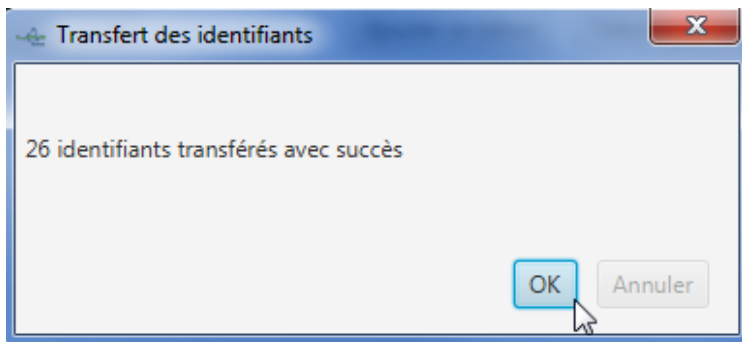 Transfert des identifiants
26 identifiants transférés avec succès
OK
Annuler